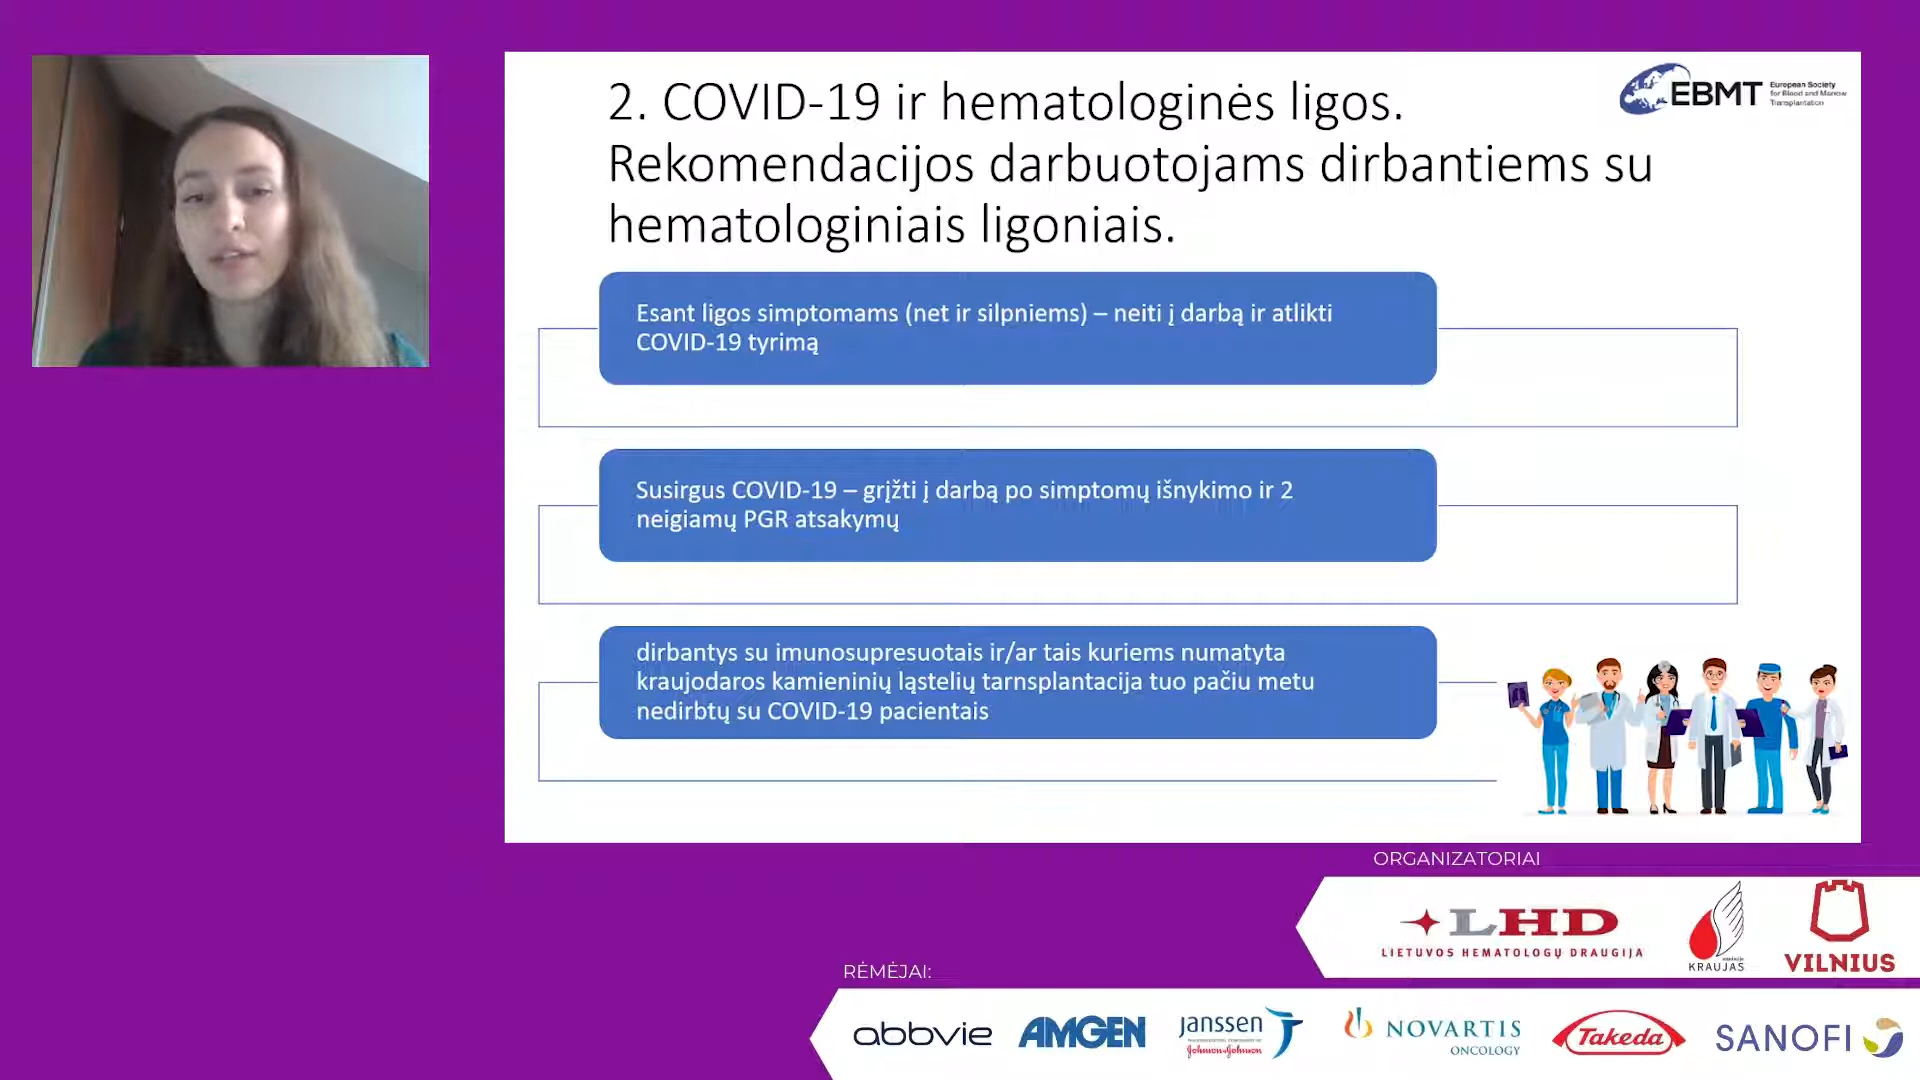 2. COVID-19 ir hematologinės ligos.
Rekomendacijos darbuotojams dirbantiems su
hematologiniais ligoniais.
EBMT
European Society
for Blood and Marrow
Transplantation
Esant ligos simptomams (net ir silpniems) – neiti į darbą ir atlikti
COVID-19 tyrimą
Susirgus COVID-19 – grįžti į darbą po simptomų išnykimo ir 2
neigiamų PGR atsakymų
dirbantys su imunosupresuotais ir/ar tais kuriems numatyta
kraujodaros kamieninių ląstelių tarnsplantacija tuo pačiu metu
nedirbtų su COVID-19 pacientais
ORGANIZATORIAI
LHD
LIETUVOS HEMATOLOGŲ DRAUGIJA
KRAUJAS
VILNIUS
RĖMĖJAI:
abbvie
AMGEN
janssen
Johnson&Johnson
NOVARTIS
ONCOLOGY
Takeda
SANOFI